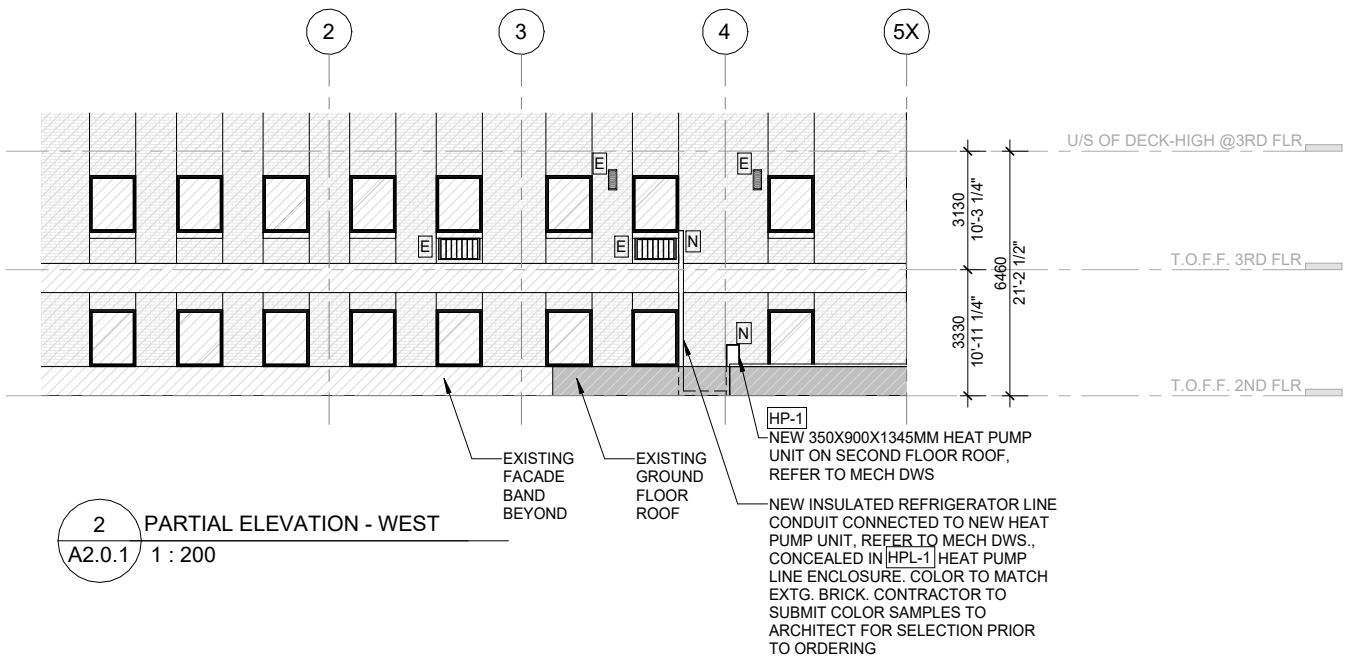 2
3
4
5X
U/S OF DECK-HIGH @3RD FLR
E
E
3130
10'-3 1/4"
E
E
N
6460
21'-2 1/2"
T.O.F.F. 3RD FLR
N
3330
10'-11 1/4"
T.O.F.F. 2ND FLR
HP-1
NEW 350X900X1345MM HEAT PUMP
UNIT ON SECOND FLOOR ROOF,
REFER TO MECH DWS
EXISTING
FACADE
BAND
BEYOND
EXISTING
GROUND
FLOOR
ROOF
NEW INSULATED REFRIGERATOR LINE
CONDUIT CONNECTED TO NEW HEAT
PUMP UNIT, REFER TO MECH DWS.,
CONCEALED IN HPL-1 HEAT PUMP
LINE ENCLOSURE. COLOR TO MATCH
EXTG. BRICK. CONTRACTOR TO
SUBMIT COLOR SAMPLES TO
ARCHITECT FOR SELECTION PRIOR
TO ORDERING
2
PARTIAL ELEVATION - WEST
A2.0.1
1 : 200